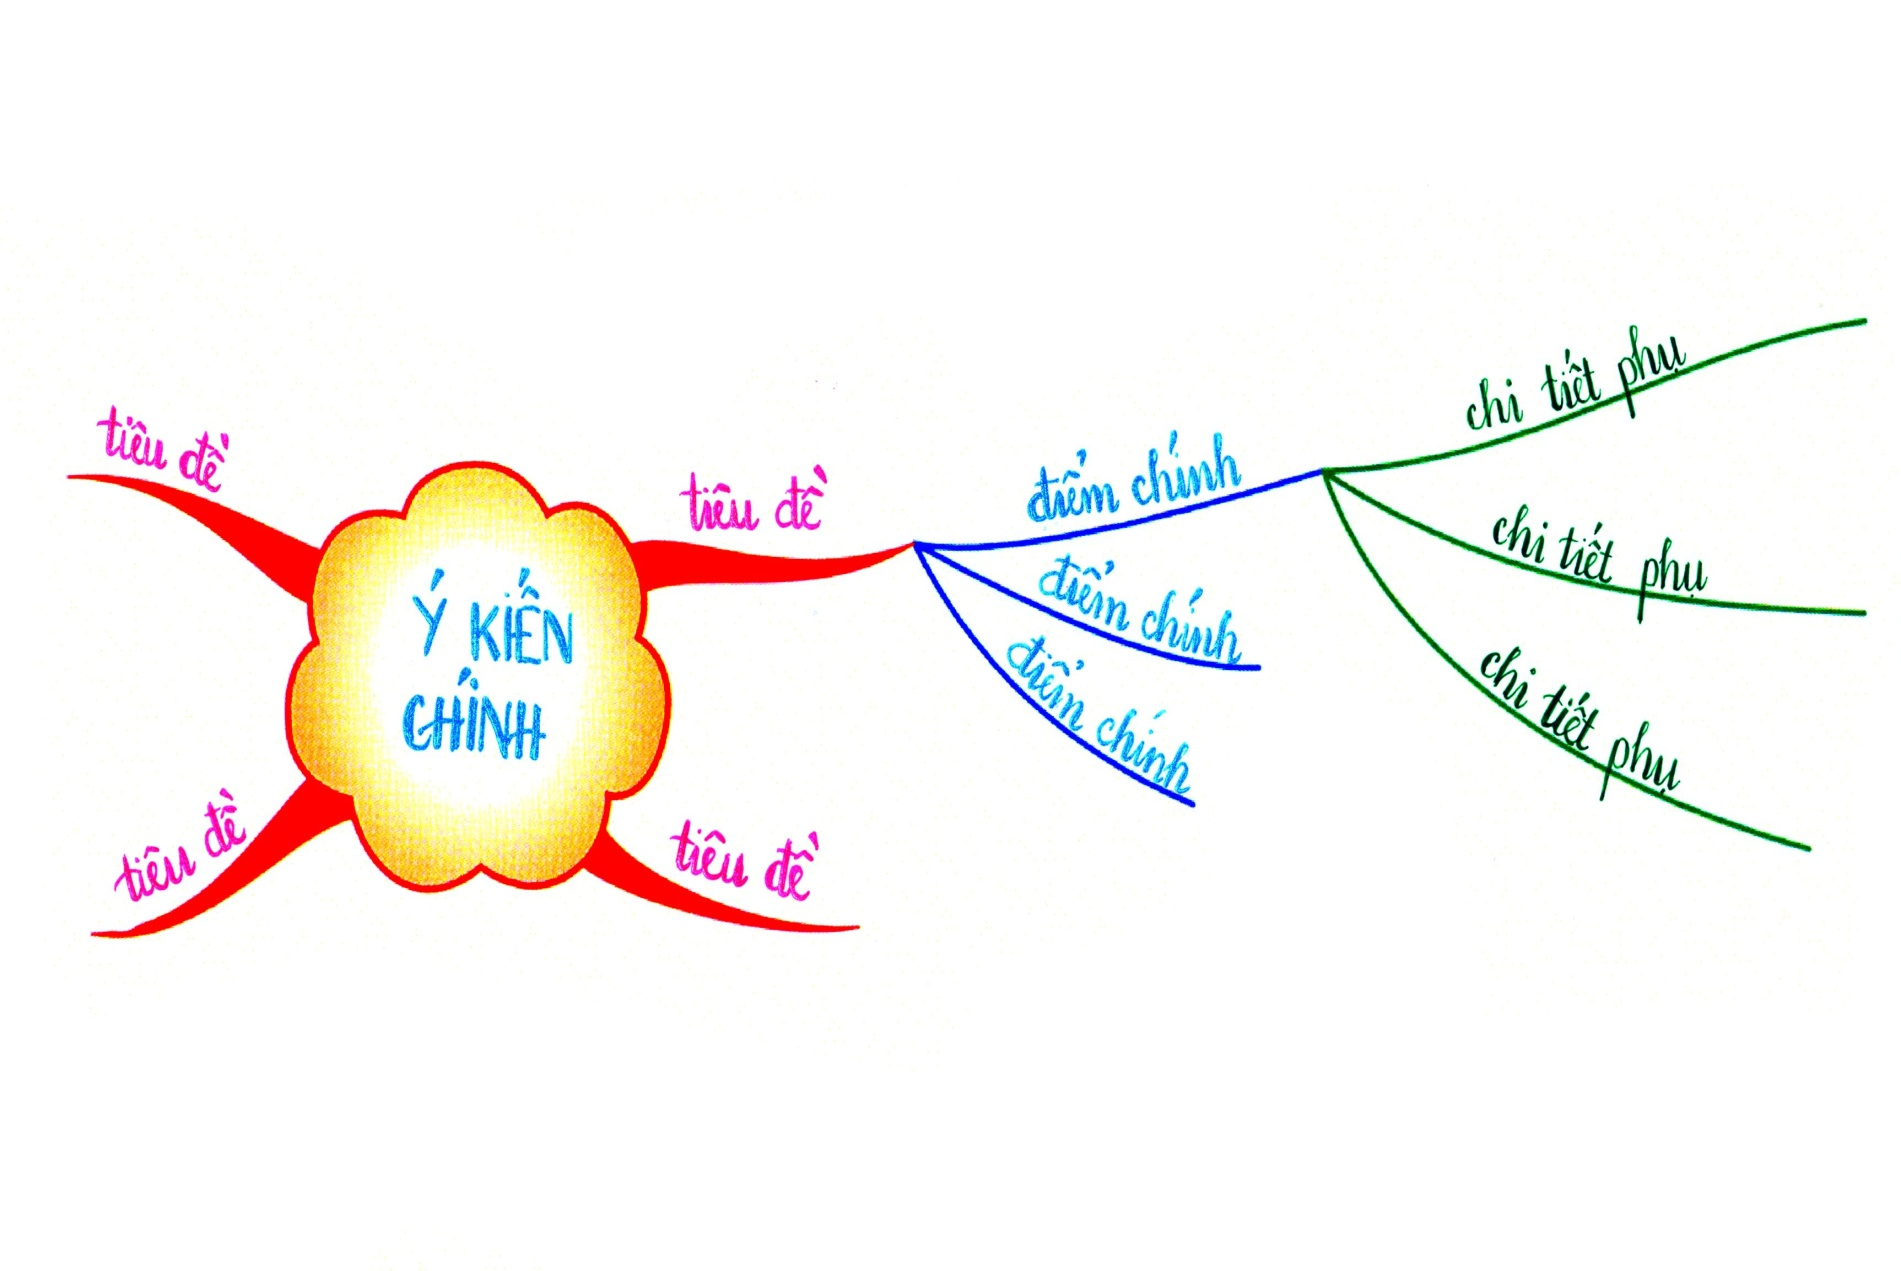 tiêu đề
Ý KIẾN
CHÍNH
tiêu đề
tiêu đề
tiêu đề
điểm chính
điểm chính
điểm chính
chi tiết phụ
chi tiết phụ
chi tiết phụ